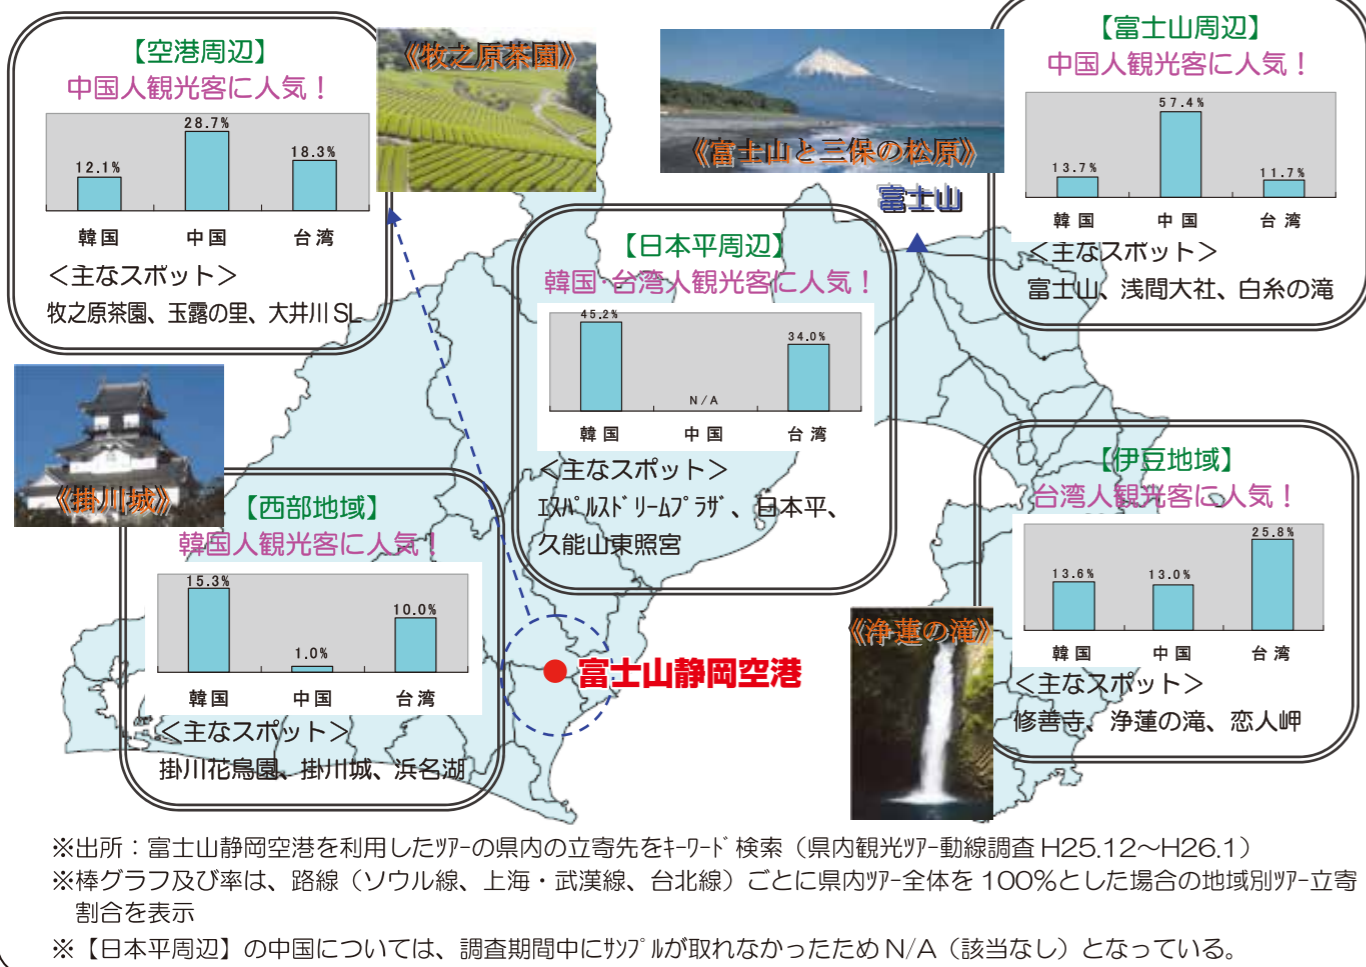 【空港周辺】
中国人観光客に人気！
12.1%
28.7%
18.3%
韓国 中国 台湾
＜主なスポット＞
牧之原茶園、玉露の里、大井川SL
《牧之原茶園》
《富士山と三保の松原》
富士山
【富士山周辺】
中国人観光客に人気！
13.7%
57.4%
11.7%
韓国 中国 台湾
＜主なスポット＞
富士山、浅間大社、白糸の滝
【日本平周辺】
韓国・台湾人観光客に人気！
45.2%
N/A
34.0%
韓国 中国 台湾
＜主なスポット＞
ｴｽﾊﾟﾙｽﾄﾞﾘｰﾑﾌﾟﾗｻﾞ、日本平、
久能山東照宮
《掛川城》
【西部地域】
韓国人観光客に人気！
15.3%
1.0%
10.0%
韓国 中国 台湾
＜主なスポット＞
掛川花鳥園、掛川城、浜名湖
富士山静岡空港
《浄蓮の滝》
【伊豆地域】
台湾人観光客に人気！
13.6%
13.0%
25.8%
韓国 中国 台湾
＜主なスポット＞
修善寺、浄蓮の滝、恋人岬
※出所：富士山静岡空港を利用したﾂｱｰの県内の立寄先をｷｰﾜｰﾄﾞ検索（県内観光ﾂｱｰ動線調査H25.12～H26.1）
※棒グラフ及び率は、路線（ソウル線、上海・武漢線、台北線）ごとに県内ﾂｱｰ全体を100%とした場合の地域別ﾂｱｰ立寄
割合を表示
※【日本平周辺】の中国については、調査期間中にｻﾝﾌﾟﾙが取れなかったためN/A（該当なし）となっている。